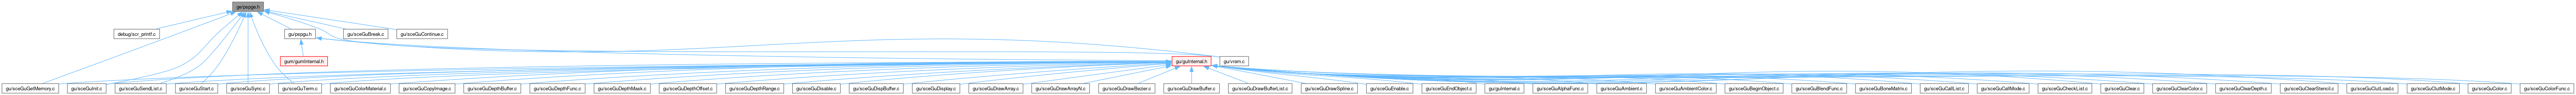 ge/pspge.h
debug/scr_printf.c
gu/pspgu.h
gu/sceGuBreak.c
gu/sceGuContinue.c
gum/gumInternal.h
gu/guInternal.h
gu/vram.c
gu/sceGuGetMemory.c
gu/sceGuInit.c
gu/sceGuSendList.c
gu/sceGuStart.c
gu/sceGuSync.c
gu/sceGuTerm.c
gu/sceGuColorMaterial.c
gu/sceGuCopyImage.c
gu/sceGuDepthBuffer.c
gu/sceGuDepthFunc.c
gu/sceGuDepthMask.c
gu/sceGuDepthOffset.c
gu/sceGuDepthRange.c
gu/sceGuDisable.c
gu/sceGuDispBuffer.c
gu/sceGuDisplay.c
gu/sceGuDrawArray.c
gu/sceGuDrawArrayN.c
gu/sceGuDrawBezier.c
gu/sceGuDrawBuffer.c
gu/sceGuDrawBufferList.c
gu/sceGuDrawSpline.c
gu/sceGuEnable.c
gu/sceGuEndObject.c
gu/guInternal.c
gu/sceGuAlphaFunc.c
gu/sceGuAmbient.c
gu/sceGuAmbientColor.c
gu/sceGuBeginObject.c
gu/sceGuBlendFunc.c
gu/sceGuBoneMatrix.c
gu/sceGuCallList.c
gu/sceGuCallMode.c
gu/sceGuCheckList.c
gu/sceGuClear.c
gu/sceGuClearColor.c
gu/sceGuClearDepth.c
gu/sceGuClearStencil.c
gu/sceGuClutLoad.c
gu/sceGuClutMode.c
gu/sceGuColor.c
gu/sceGuColorFunc.c